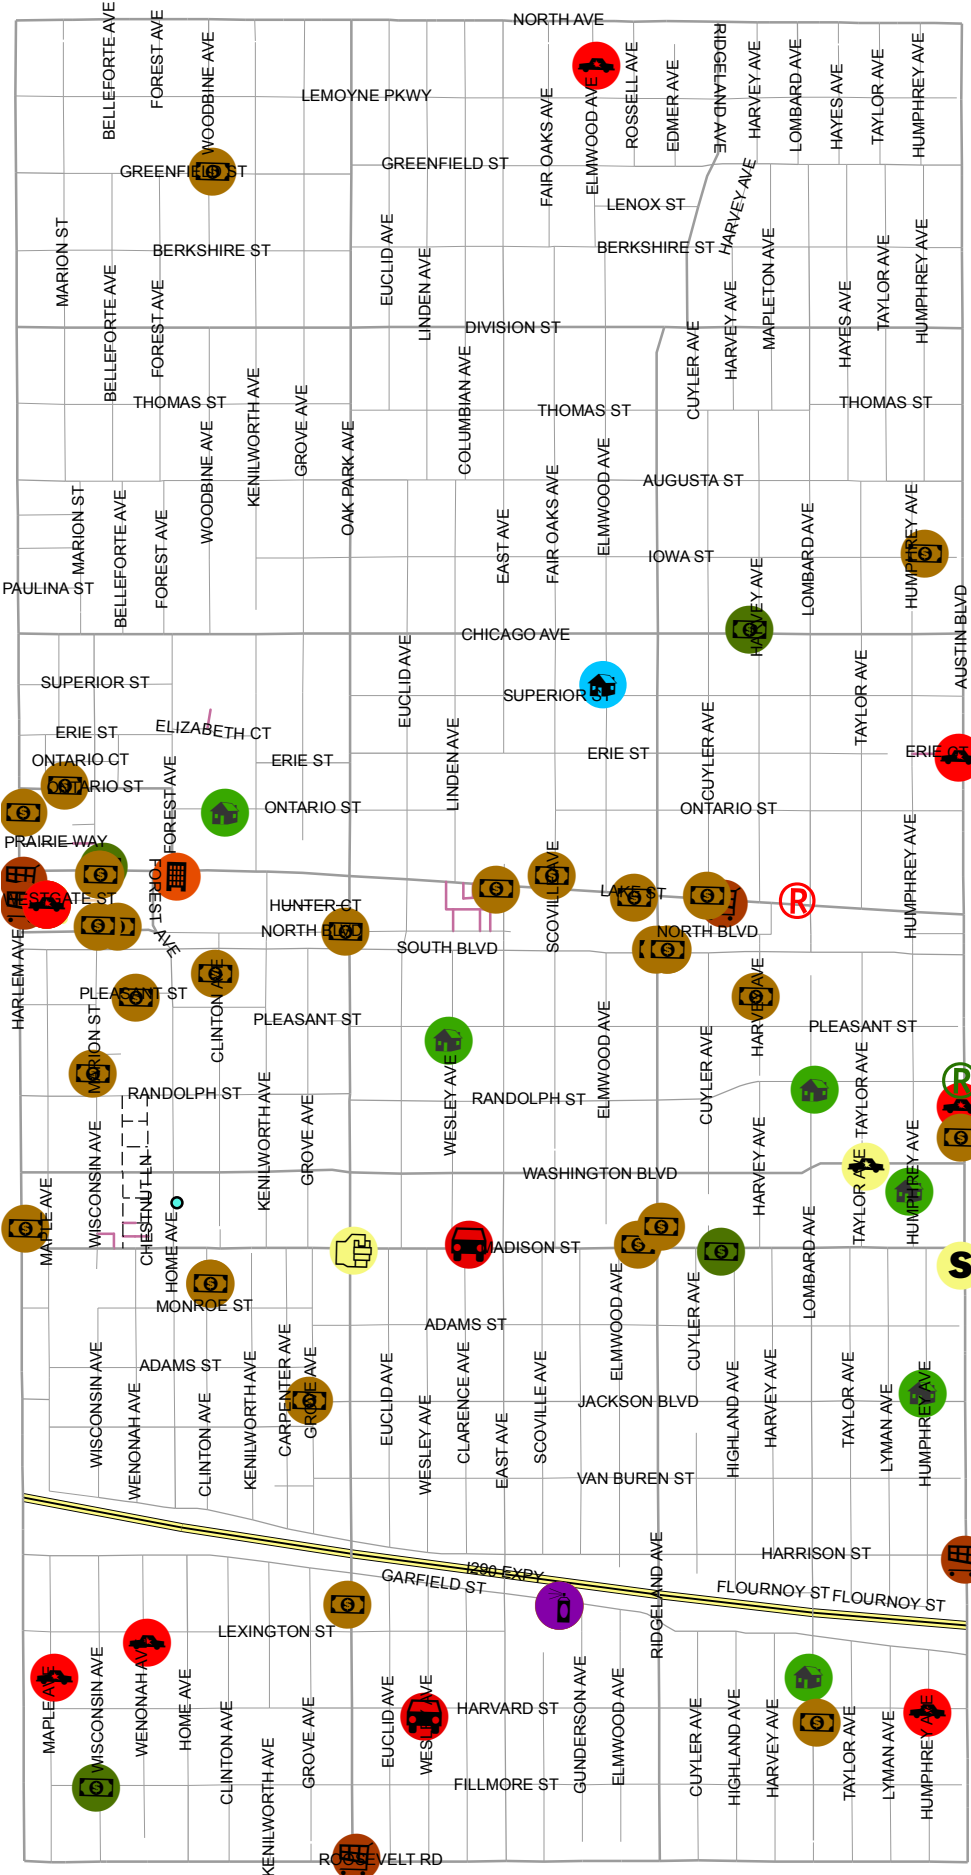 NORTH AVE
BELLEFORTE AVE
FOREST AVE
WOODBINE AVE
RIDGELAND AVE
ROSSELL AVE
EDMER AVE
HARVEY AVE
LOMBARD AVE
HAYES AVE
TAYLOR AVE
HUMPHREY AVE
LEMOYNE PKWY
FAIR OAKS AVE
ELMWOOD AVE
GREENFIELD ST
GREENFIELD ST
LENOX ST
HARVEY AVE
BERKSHIRE ST
BERKSHIRE ST
MARION ST
EUCLID AVE
LINDEN AVE
MAPLETON AVE
TAYLOR AVE
HUMPHREY AVE
BELLEFORTE AVE
FOREST AVE
HARVEY AVE
HAYES AVE
DIVISION ST
CUYLER AVE
COLUMBIAN AVE
THOMAS ST
THOMAS ST
THOMAS ST
KENILWORTH AVE
GROVE AVE
WOODBINE AVE
OAK PARK AVE
ELMWOOD AVE
AUGUSTA ST
MARION ST
BELLEFORTE AVE
FOREST AVE
EAST AVE
FAIR OAKS AVE
LOMBARD AVE
HUMPHREY AVE
IOWA ST
PAULINA ST
HARVEY AVE
AUSTIN BLVD
CHICAGO AVE
EUCLID AVE
SUPERIOR ST
SUPERIOR ST
TAYLOR AVE
ERIE ST
ELIZABETH CT
CUYLER AVE
LINDEN AVE
ERIE ST
ERIE ST
ERIE CT
ONTARIO CT
ONTARIO ST
FOREST AVE
ONTARIO ST
ONTARIO ST
PRAIRIE WAY
HUMPHREY AVE
FOREST AVE
SCOVILLE AVE
LAKE ST
WESTGATE ST
R
HUNTER CT
NORTH BLVD
NORTH BLVD
SOUTH BLVD
HARLEM AVE
CLINTON AVE
PLEASANT ST
HARVEY AVE
PLEASANT ST
PLEASANT ST
MARION ST
ELMWOOD AVE
CUYLER AVE
WESLEY AVE
TAYLOR AVE
R
RANDOLPH ST
RANDOLPH ST
KENILWORTH AVE
GROVE AVE
WISCONSIN AVE
HARVEY AVE
HUMPHREY AVE
WASHINGTON BLVD
TAYLOR AVE
MAPLE AVE
CHESTNUT LN
HOME AVE
LOMBARD AVE
MADISON ST
S
ELMWOOD AVE
CUYLER AVE
MONROE ST
ADAMS ST
ADAMS ST
WISCONSIN AVE
WENONAH AVE
CLINTON AVE
KENILWORTH AVE
CARPENTER AVE
GROVE AVE
EUCLID AVE
WESLEY AVE
CLARENCE AVE
EAST AVE
SCOVILLE AVE
JACKSON BLVD
HIGHLAND AVE
HARVEY AVE
TAYLOR AVE
LYMAN AVE
HUMPHREY AVE
VAN BUREN ST
HARRISON ST
I290 EXPY
GARFIELD ST
RIDGELAND AVE
FLOURNOY ST
FLOURNOY ST
LEXINGTON ST
MAPLE AVE
WISCONSIN AVE
WENONAH AVE
HOME AVE
CLINTON AVE
KENILWORTH AVE
GROVE AVE
EUCLID AVE
WESLEY AVE
HARVARD ST
GUNDERSON AVE
ELMWOOD AVE
CUYLER AVE
HIGHLAND AVE
HARVEY AVE
TAYLOR AVE
LYMAN AVE
HUMPHREY AVE
FILLMORE ST
ROOSEVELT RD